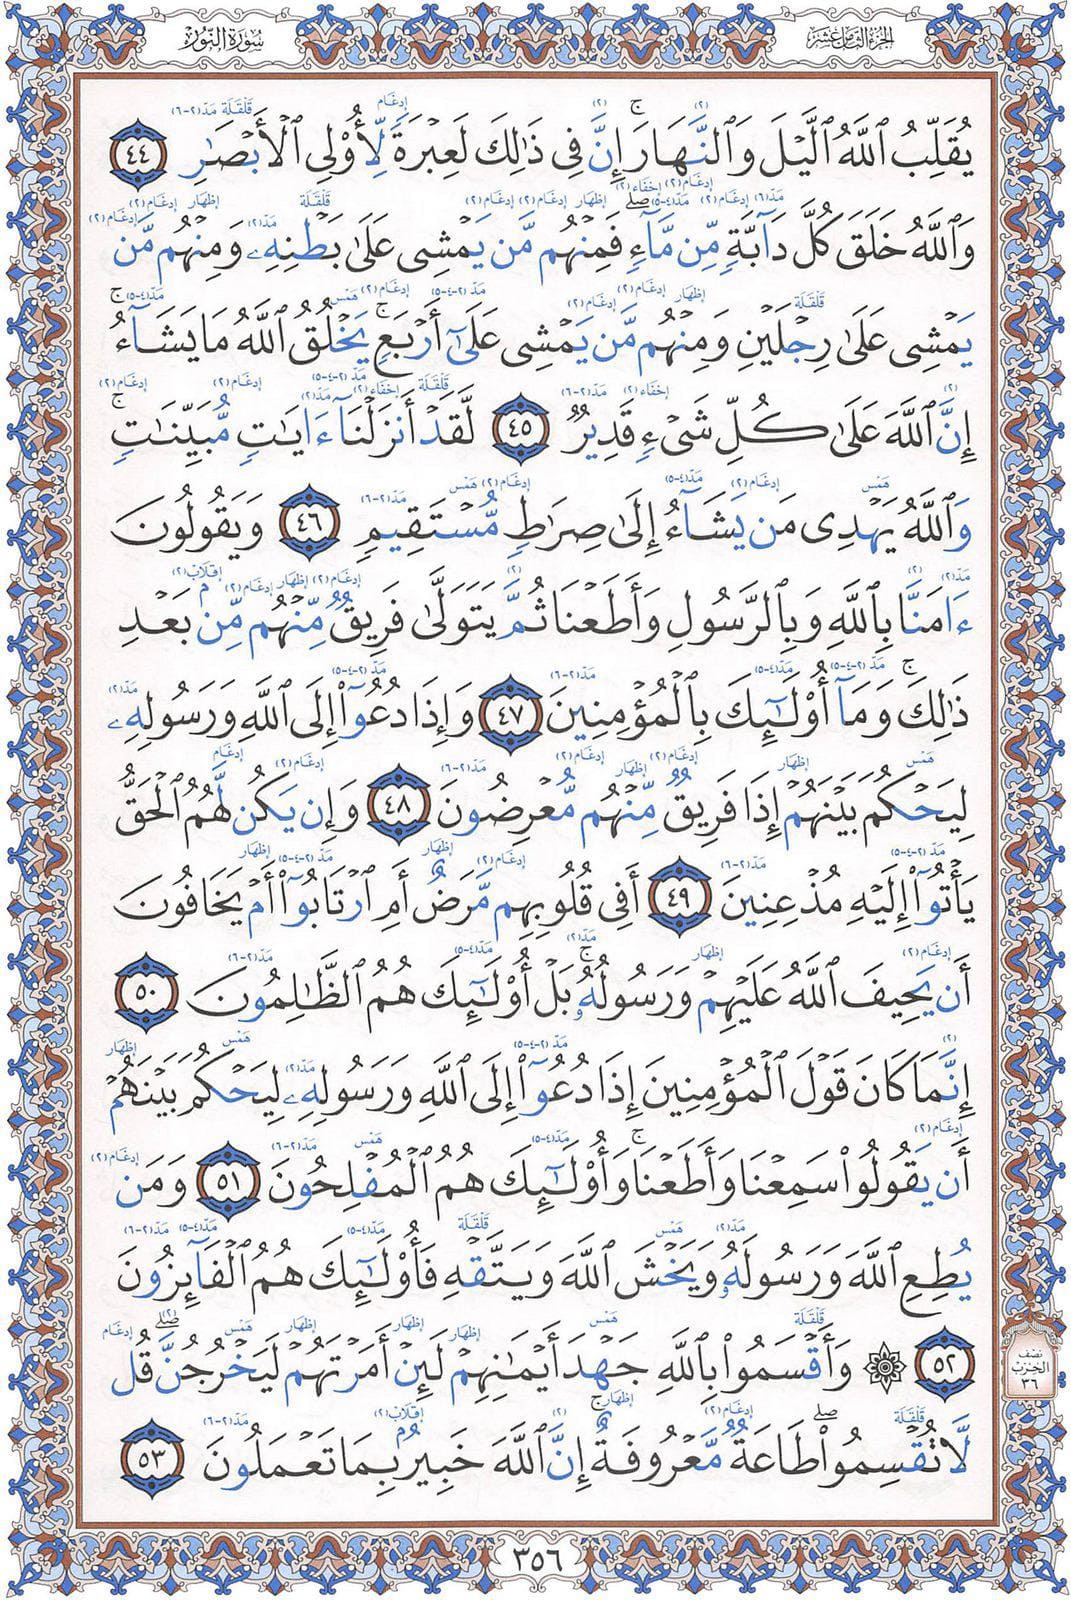 سورة النور
الجزء الثامن عشر
يُقَلِّبُ ٱللَّهُ ٱلَّيْلَ وَٱلنَّهَارَ إِنَّ فِى ذَٰلِكَ لَعِبْرَةً لِّأُو۟لِى ٱلْأَبْصَٰرِ ٤٤
وَٱللَّهُ خَلَقَ كُلَّ دَآبَّةٍ مِّن مَّآءٍ فَمِنْهُم مَّن يَمْشِى عَلَىٰ بَطْنِهِۦ وَمِنْهُم مَّن
يَمْشِى عَلَىٰ رِجْلَيْنِ وَمِنْهُم مَّن يَمْشِى عَلَىٰٓ أَرْبَعٍ يَخْلُقُ ٱللَّهُ مَا يَشَآءُ
إِنَّ ٱللَّهَ عَلَىٰ كُلِّ شَىْءٍ قَدِيرٌ ٤٥ لَّقَدْ أَنزَلْنَآ ءَايَٰتٍ مُّبَيِّنَٰتٍ
وَٱللَّهُ يَهْدِى مَن يَشَآءُ إِلَىٰ صِرَٰطٍ مُّسْتَقِيمٍ ٤٦ وَيَقُولُونَ
ءَامَنَّا بِٱللَّهِ وَبِٱلرَّسُولِ وَأَطَعْنَا ثُمَّ يَتَوَلَّىٰ فَرِيقٌ مِّنْهُم مِّنۢ بَعْدِ
ذَٰلِكَ وَمَآ أُو۟لَٰٓئِكَ بِٱلْمُؤْمِنِينَ ٤٧ وَإِذَا دُعُوٓا۟ إِلَى ٱللَّهِ وَرَسُولِهِۦ
لِيَحْكُمَ بَيْنَهُمْ إِذَا فَرِيقٌ مِّنْهُم مُّعْرِضُونَ ٤٨ وَإِن يَكُن لَّهُمُ ٱلْحَقُّ
يَأْتُوٓا۟ إِلَيْهِ مُذْعِنِينَ ٤٩ أَفِى قُلُوبِهِم مَّرَضٌ أَمِ ٱرْتَابُوٓا۟ أَمْ يَخَافُونَ
أَن يَحِيفَ ٱللَّهُ عَلَيْهِمْ وَرَسُولُهُۥ بَلْ أُو۟لَٰٓئِكَ هُمُ ٱلظَّٰلِمُونَ ٥٠
إِنَّمَا كَانَ قَوْلَ ٱلْمُؤْمِنِينَ إِذَا دُعُوٓا۟ إِلَى ٱللَّهِ وَرَسُولِهِۦ لِيَحْكُمَ بَيْنَهُمْ
أَن يَقُولُوا۟ سَمِعْنَا وَأَطَعْنَا وَأُو۟لَٰٓئِكَ هُمُ ٱلْمُفْلِحُونَ ٥١ وَمَن
يُطِعِ ٱللَّهَ وَرَسُولَهُۥ وَيَخْشَ ٱللَّهَ وَيَتَّقْهِ فَأُو۟لَٰٓئِكَ هُمُ ٱلْفَآئِزُونَ
٥٢ ۞ وَأَقْسَمُوا۟ بِٱللَّهِ جَهْدَ أَيْمَٰنِهِمْ لَئِنْ أَمَرْتَهُمْ لَيَخْرُجُنَّ قُل
لَّا تُقْسِمُوا۟ طَاعَةٌ مَّعْرُوفَةٌ إِنَّ ٱللَّهَ خَبِيرٌۢ بِمَا تَعْمَلُونَ ٥٣
نصف
الحزب
٣٦
٣٥٦